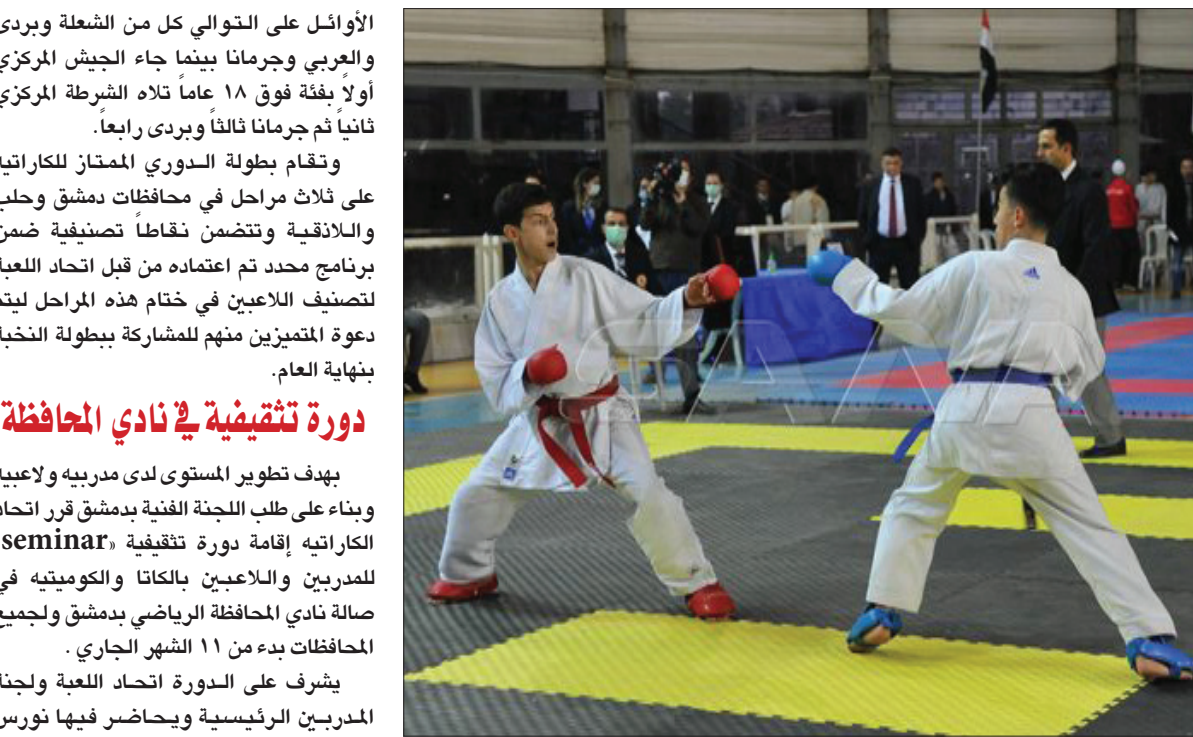 الأوائل على التوالي كل من الشعلة وبردى
والعربي وجرمانا بينما جاء الجيش المركزي
أولاً بفئة فوق ١٨ عاماً تلاه الشرطة المركزي
ثانياً ثم جرمانا ثالثاً وبردى رابعاً.
وتقام بطولة الدوري الممتاز للكاراتيه
على ثلاث مراحل في محافظات دمشق وحلب
واللاذقية وتتضمن نقاطاً تصنيفية ضمن
برنامج محدد تم اعتماده من قبل اتحاد اللعبة
لتصنيف اللاعبين في ختام هذه المراحل ليتم
دعوة المتميزين منهم للمشاركة ببطولة النخبة
بنهاية العام.
دورة تثقيفية في نادي المحافظة
بهدف تطوير المستوى لدى مدربيه ولاعبيه
وبناء على طلب اللجنة الفنية بدمشق قرر اتحاد
الكاراتيه إقامة دورة تثقيفية «seminar
للمدربين واللاعبين بالكاتا والكوميتيه في
صالة نادي المحافظة الرياضي بدمشق ولجميع
المحافظات بدء من ١١ الشهر الجاري .
يشرف على الدورة اتحاد اللعبة ولجنة
المدربين الرئيسية ويحاضر فيها نورس
SANA